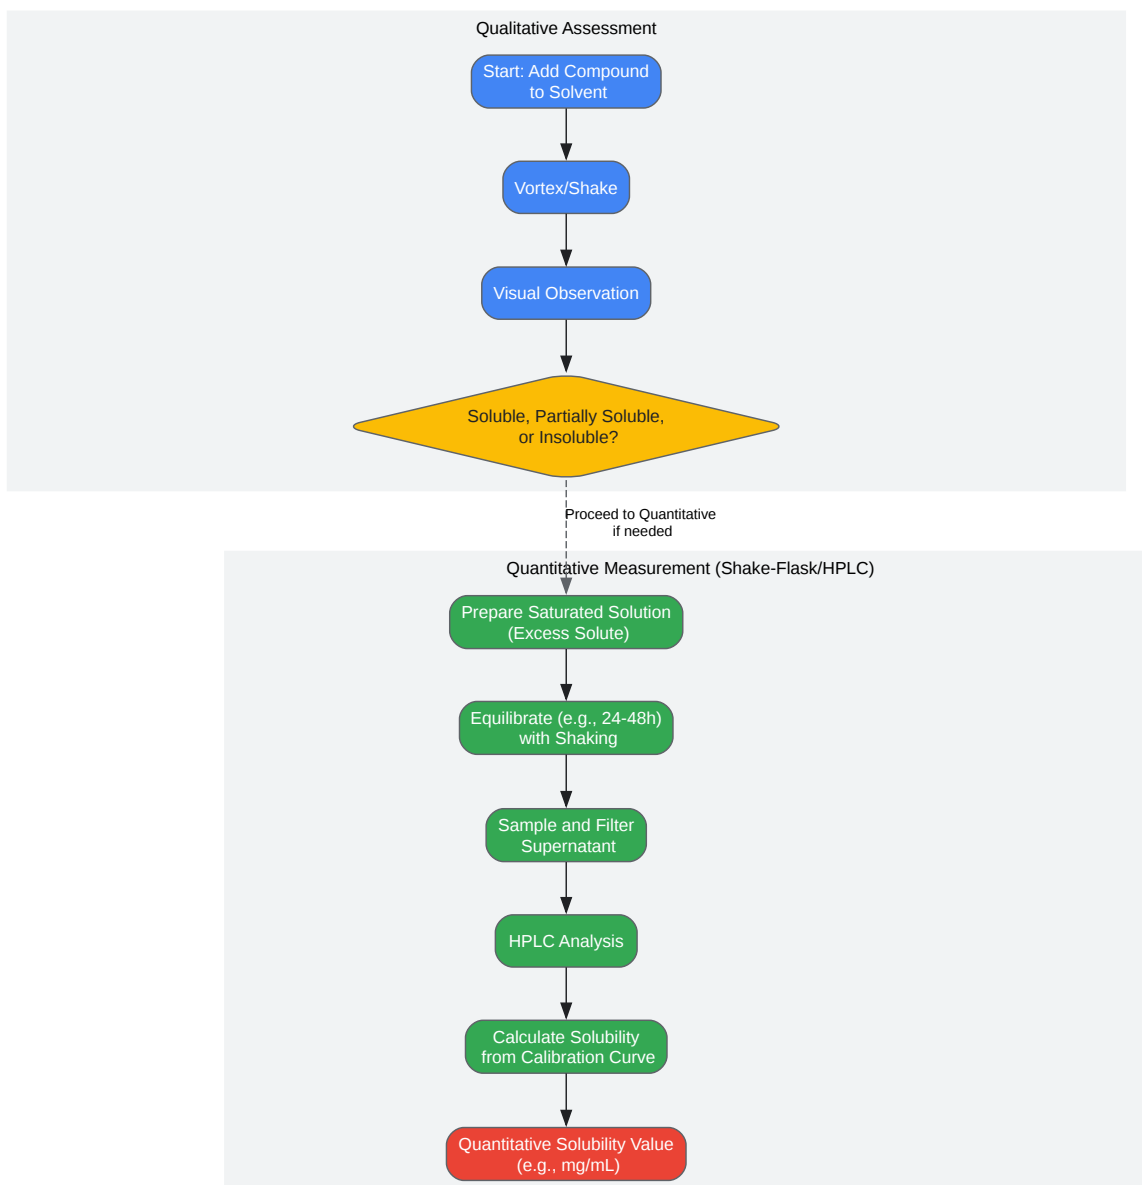 Qualitative Assessment
Start: Add Compound
to Solvent
Vortex/Shake
Visual Observation
Soluble, Partially Soluble,
or Insoluble?
Proceed to Quantitative
if needed
Quantitative Measurement (Shake-Flask/HPLC)
Prepare Saturated Solution
(Excess Solute)
Equilibrate (e.g., 24-48h)
with Shaking
Sample and Filter
Supernatant
HPLC Analysis
Calculate Solubility
from Calibration Curve
Quantitative Solubility Value
(e.g., mg/mL)